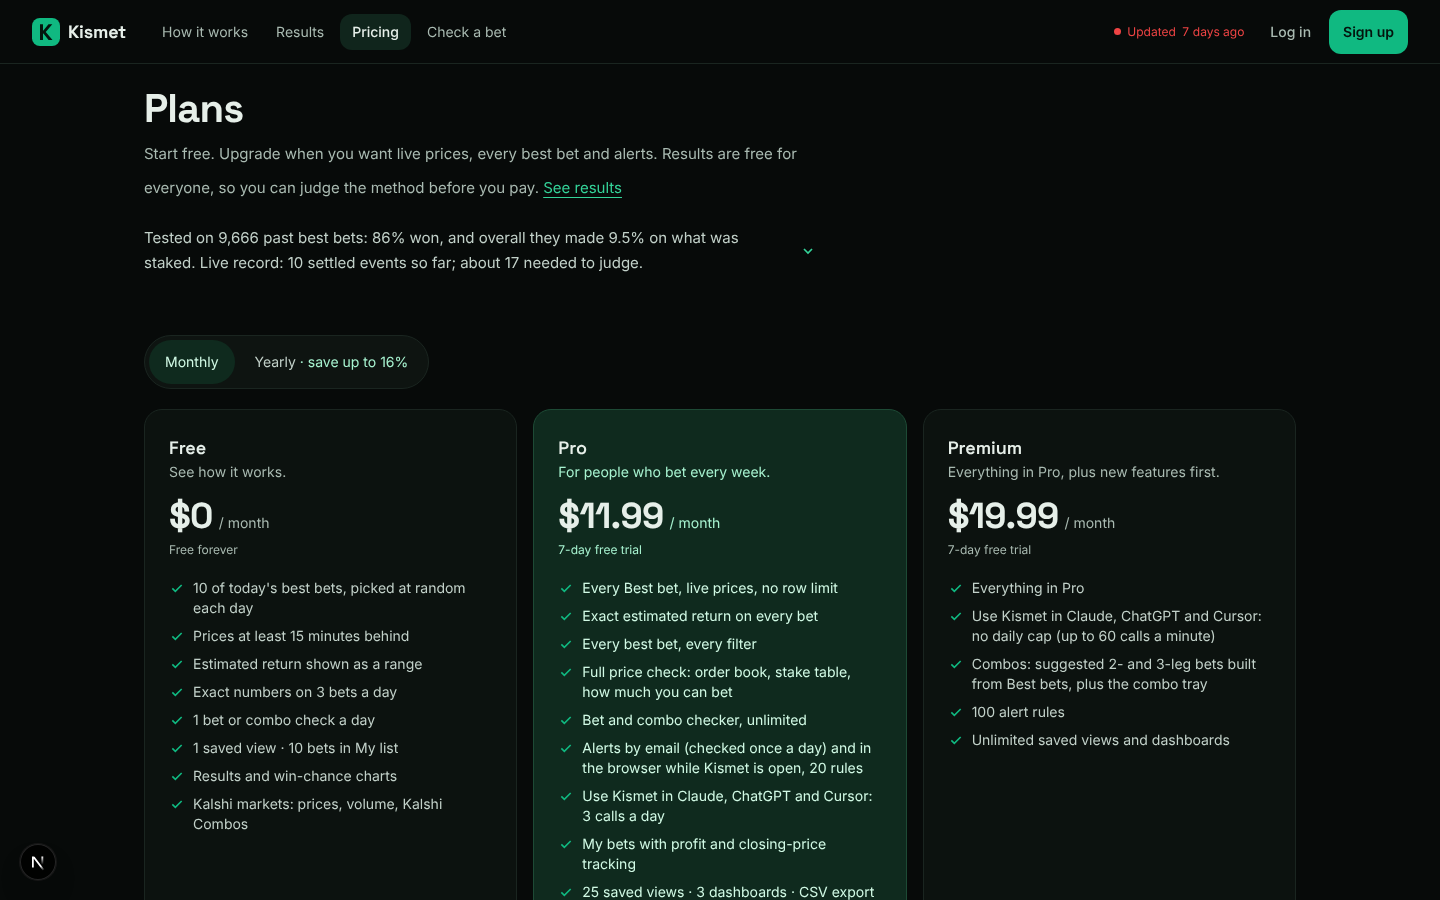 Kismet
How it works
Results
Pricing
Check a bet
Updated 7 days ago
Log in
Sign up
Plans
Start free. Upgrade when you want live prices, every best bet and alerts. Results are free for
everyone, so you can judge the method before you pay. See results
Tested on 9,666 past best bets: 86% won, and overall they made 9.5% on what was
staked. Live record: 10 settled events so far; about 17 needed to judge.
Monthly
Yearly · save up to 16%
Free
See how it works.
$0 / month
Free forever
10 of today's best bets, picked at random
each day
Prices at least 15 minutes behind
Estimated return shown as a range
Exact numbers on 3 bets a day
1 bet or combo check a day
1 saved view · 10 bets in My list
Results and win-chance charts
Kalshi markets: prices, volume, Kalshi
Combos
Pro
For people who bet every week.
$11.99 / month
7-day free trial
Every Best bet, live prices, no row limit
Exact estimated return on every bet
Every best bet, every filter
Full price check: order book, stake table,
how much you can bet
Bet and combo checker, unlimited
Alerts by email (checked once a day) and in
the browser while Kismet is open, 20 rules
Use Kismet in Claude, ChatGPT and Cursor:
3 calls a day
My bets with profit and closing-price
tracking
25 saved views · 3 dashboards · CSV export
Premium
Everything in Pro, plus new features first.
$19.99 / month
7-day free trial
Everything in Pro
Use Kismet in Claude, ChatGPT and Cursor:
no daily cap (up to 60 calls a minute)
Combos: suggested 2- and 3-leg bets built
from Best bets, plus the combo tray
100 alert rules
Unlimited saved views and dashboards